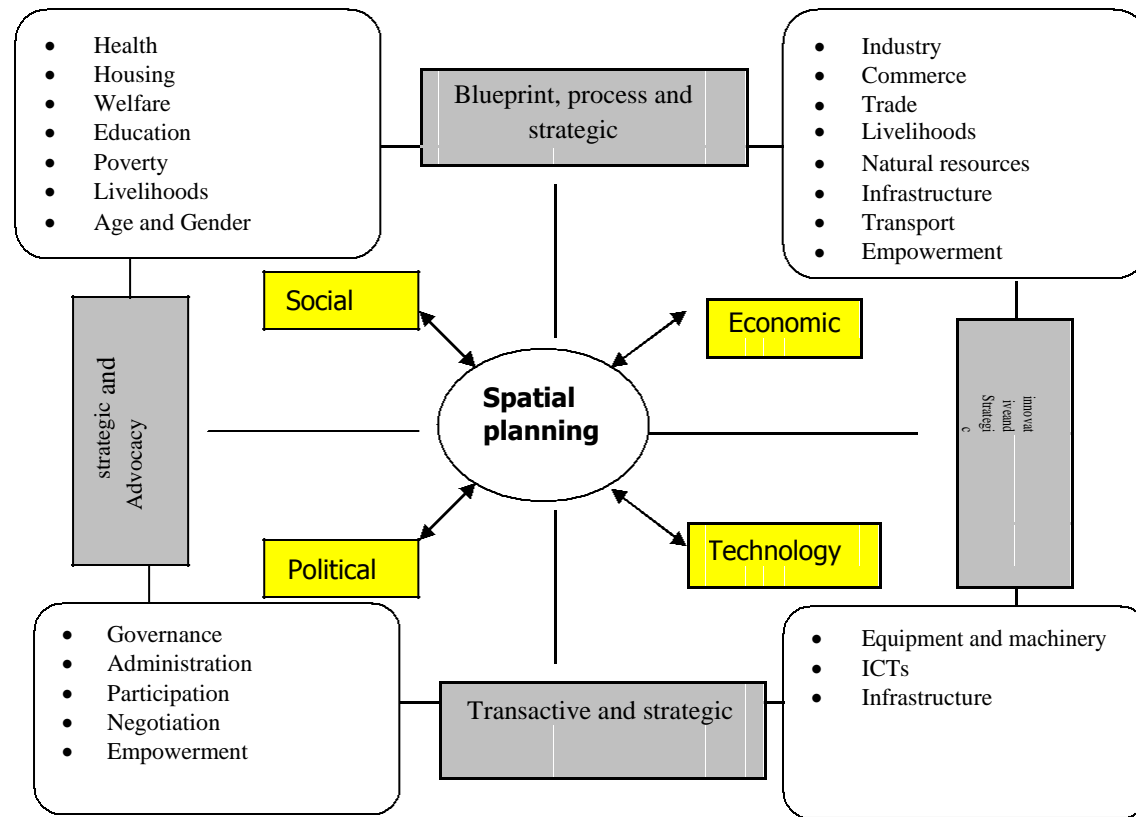 • Health
• Housing
• Welfare
• Education
• Poverty
• Livelihoods
• Age and Gender
Blueprint, process and
strategic
• Industry
• Commerce
• Trade
• Livelihoods
• Natural resources
• Infrastructure
• Transport
• Empowerment
Social
Economic
strategic and
Advocacy
Spatial
planning
innovat
iveand
Strategi
c
Political
Technology
• Governance
• Administration
• Participation
• Negotiation
• Empowerment
Transactive and strategic
• Equipment and machinery
• ICTs
• Infrastructure